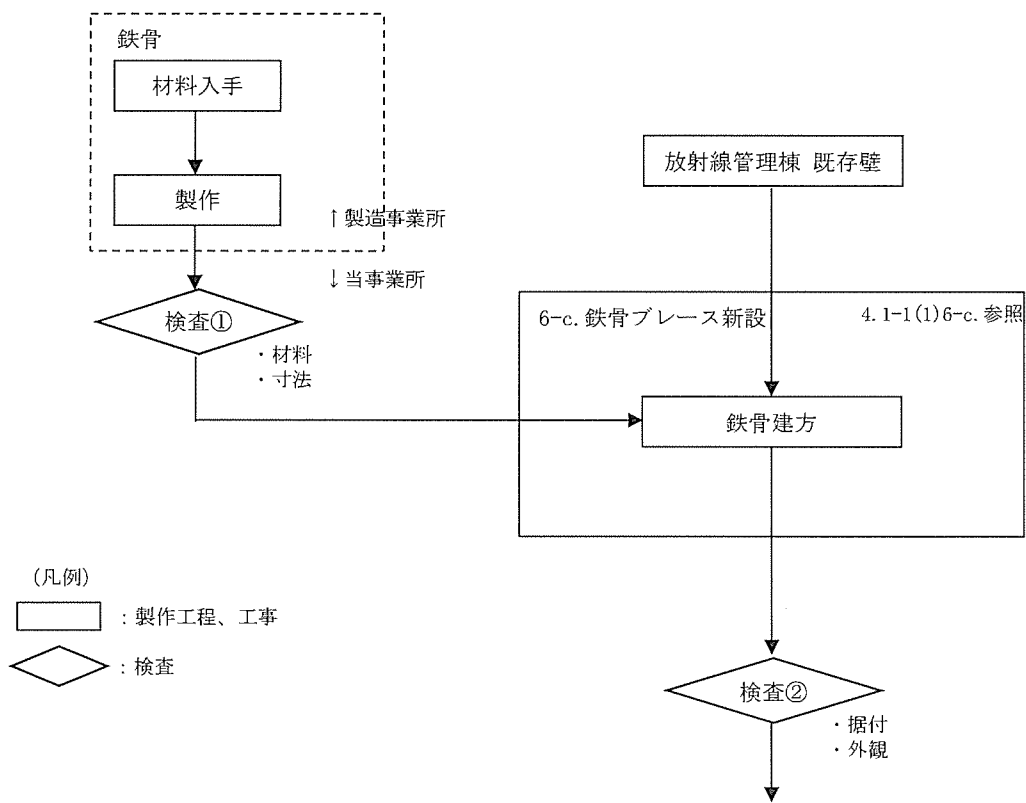 鉄骨
材料入手
製作
↑製造事業所
↓当事業所
検査①
・材料
・寸法
放射線管理棟 既存壁
6-c.鉄骨ブレース新設
4.1-1(1)6-c.参照
鉄骨建方
検査②
・据付
・外観
(凡例)
：製作工程、工事
：検査